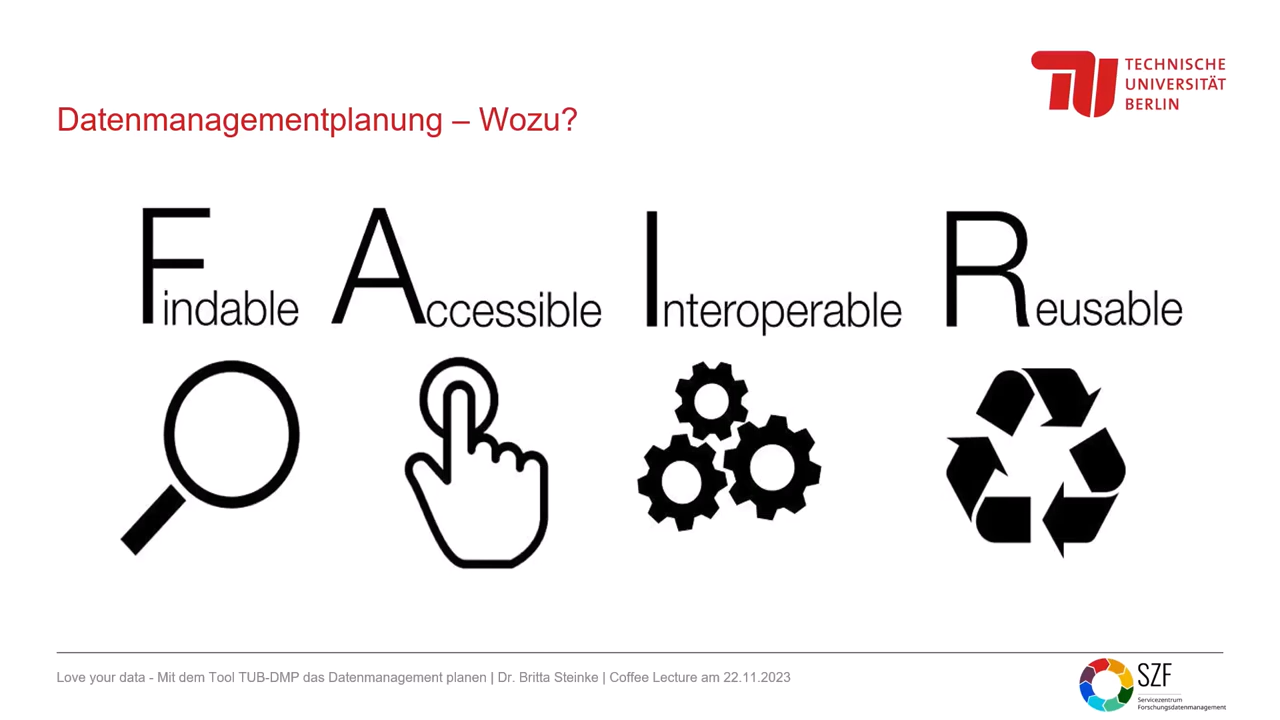 TECHNISCHE
UNIVERSITÄT
BERLIN
Datenmanagementplanung – Wozu?
Findable Accessible Interoperable Reusable
Love your data - Mit dem Tool TUB-DMP das Datenmanagement planen | Dr. Britta Steinke | Coffee Lecture am 22.11.2023
SZF
Servicezentrum
Forschungsdatenmanagement